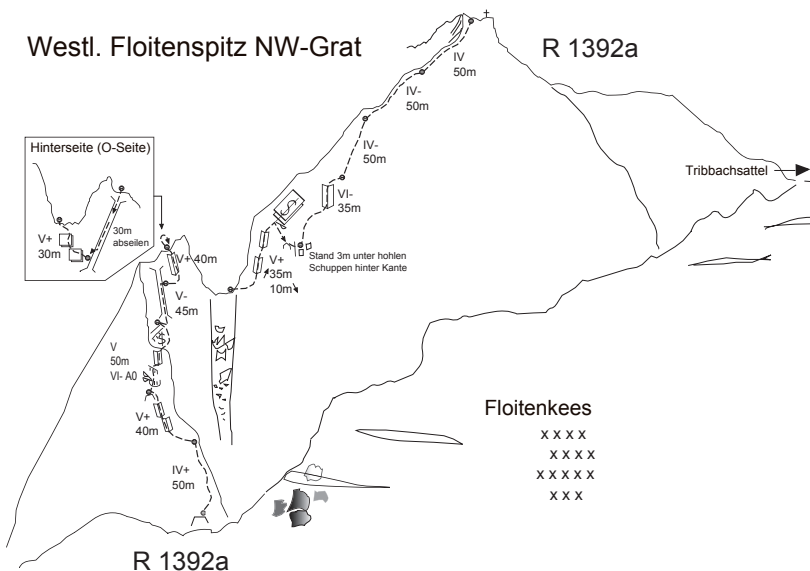 Westl. Floitenspitz NW-Grat
R 1392a
IV
50m
IV-
50m
IV-
50m
Hinterseite (O-Seite)
V+
30m
30m
abseilen
Tribbachsattel
VI-
35m
Stand 3m unter hohlen
Schuppen hinter Kante
V+ 40m
V+
35m
10m
V-
45m
V
50m
VI- A0
V+
40m
IV+
50m
Floitenkees
x x x x
x x x x
x x x x x
x x x
R 1392a